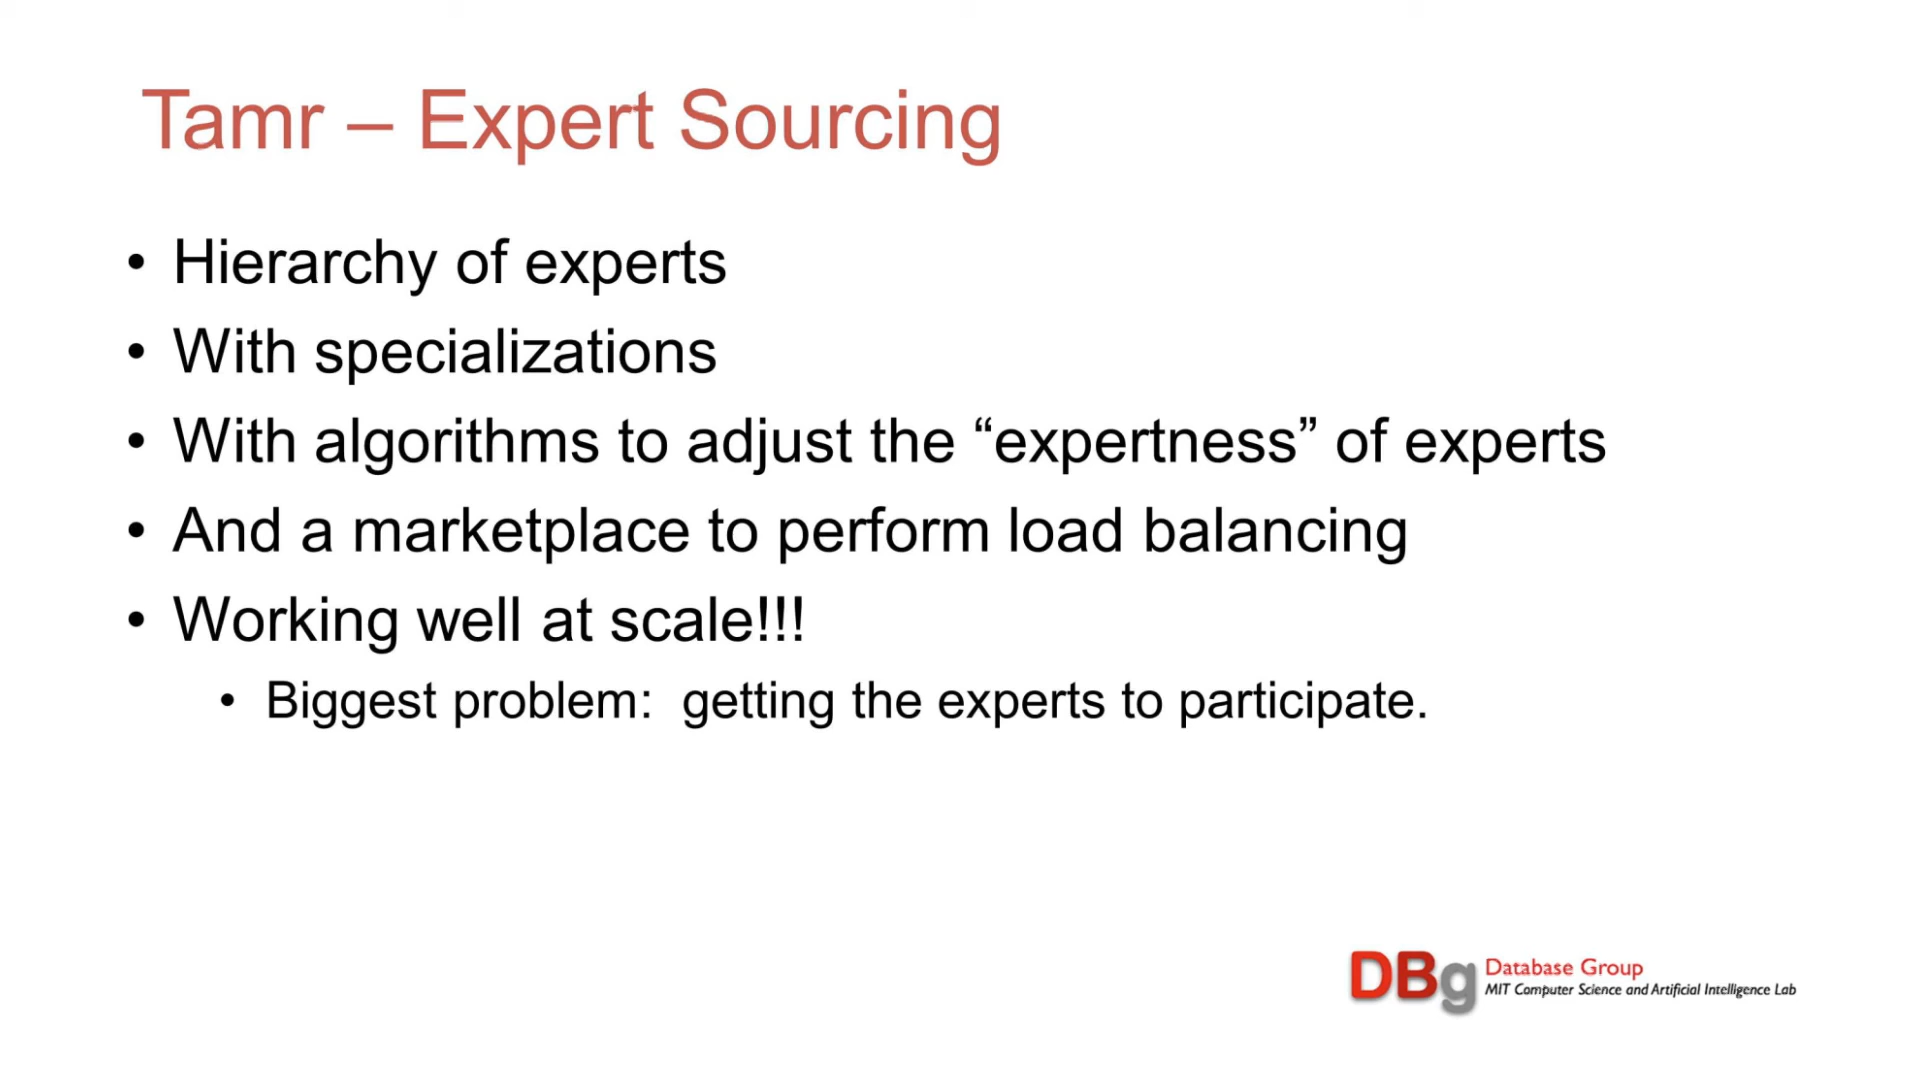 Tamr – Expert Sourcing
• Hierarchy of experts
• With specializations
• With algorithms to adjust the “expertness” of experts
• And a marketplace to perform load balancing
• Working well at scale!!!
• Biggest problem:  getting the experts to participate.
DBg
Database Group
MIT Computer Science and Artificial Intelligence Lab